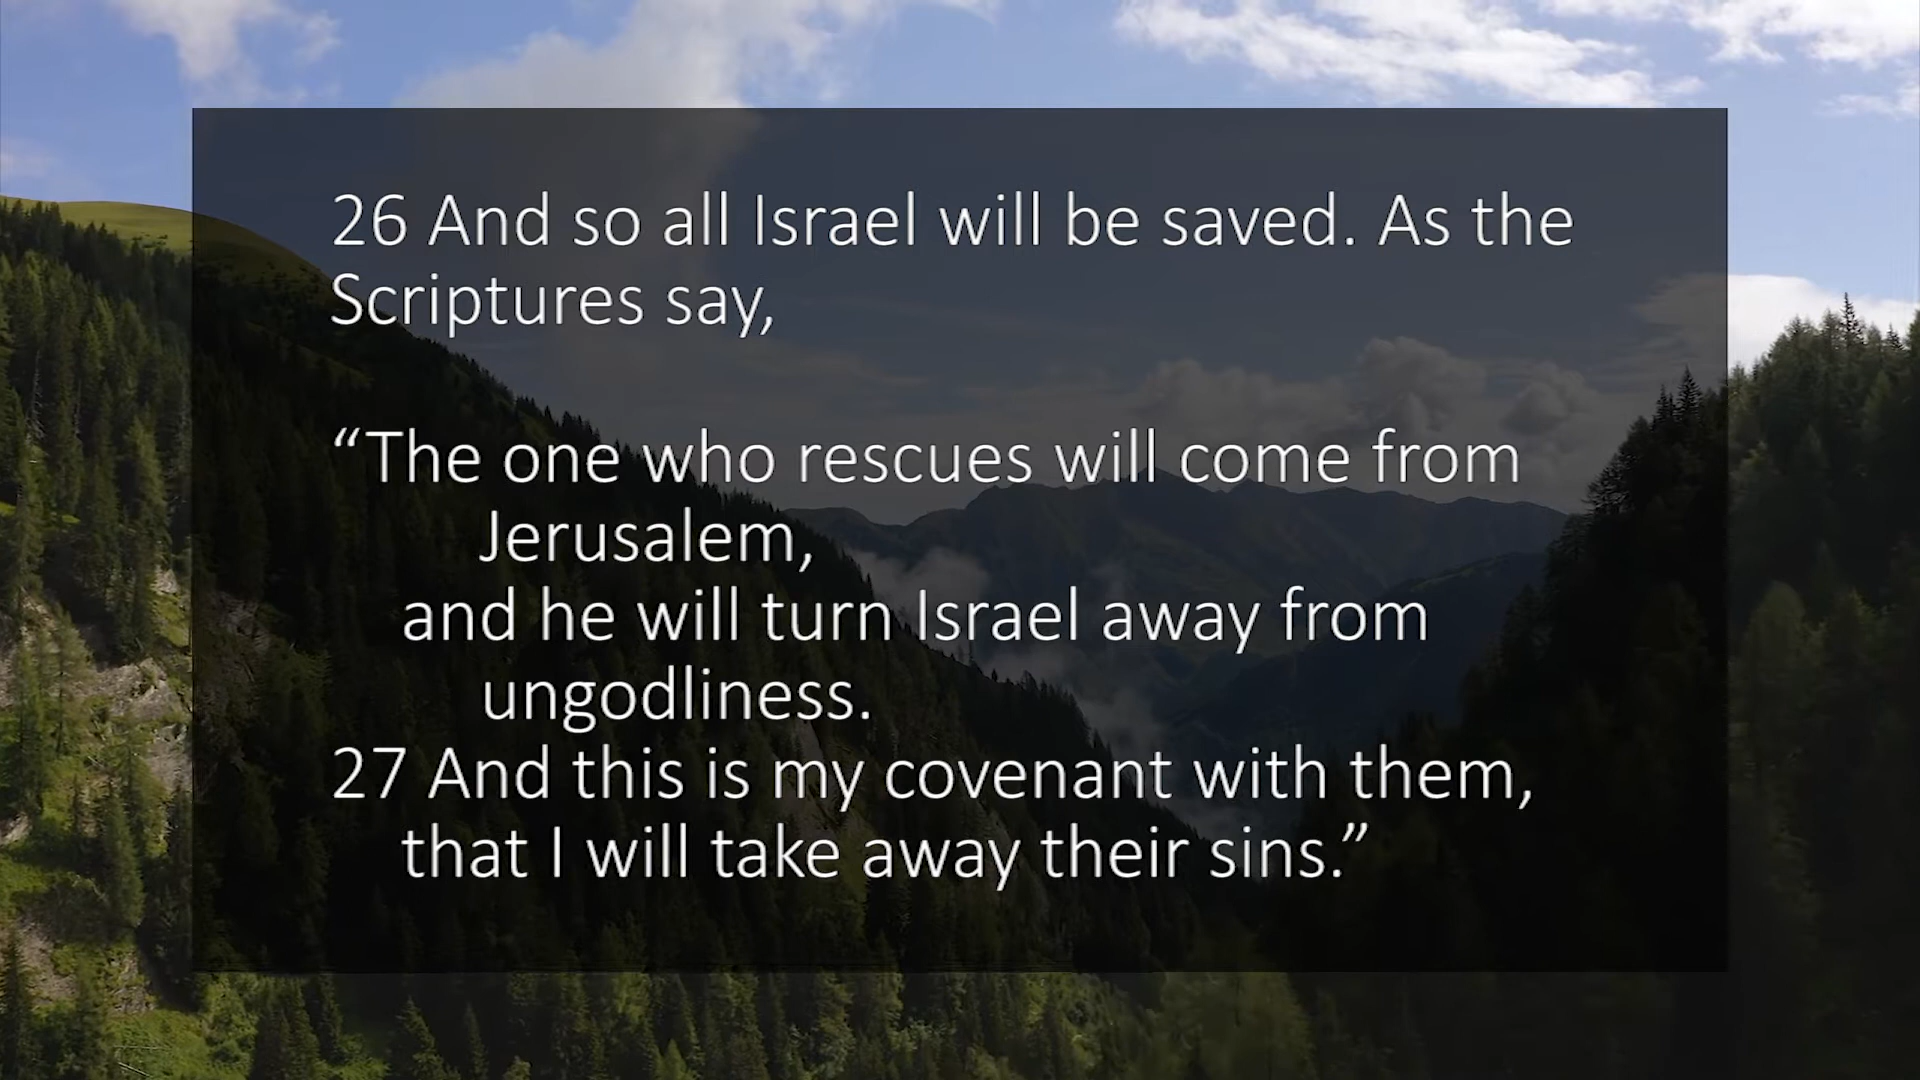 26 And so all Israel will be saved. As the
Scriptures say,
“The one who rescues will come from
Jerusalem,
and he will turn Israel away from
ungodliness.
27 And this is my covenant with them,
that I will take away their sins.”